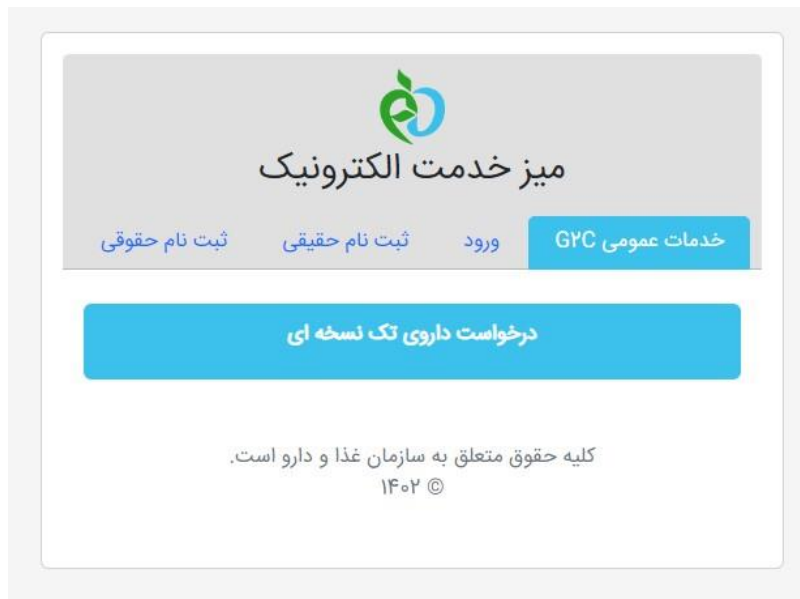 میز خدمت الکترونیک
خدمات عمومی G۲C
ورود
ثبت نام حقیقی
ثبت نام حقوقی
درخواست داروی تک نسخه ای
کلیه حقوق متعلق به سازمان غذا و دارو است.
© ۱۴۰۲